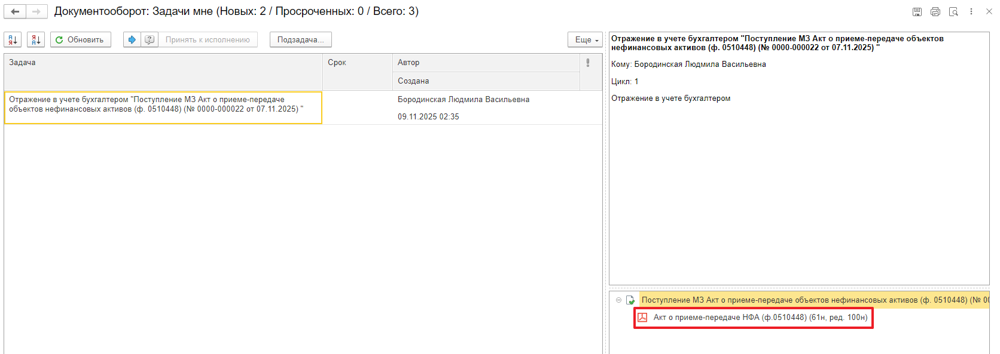 Документооборот: Задачи мне (Новых: 2 / Просроченных: 0 / Всего: 3)
Обновить
Принять к исполнению
Подзадача...
Еще
Задача
Срок
Автор
Создана
Отражение в учете бухгалтером "Поступление МЗ Акт о приеме-передаче
объектов нефинансовых активов (ф. 0510448) (№ 0000-000022 от 07.11.2025) "
Бородинская Людмила Васильевна
09.11.2025 02:35
Отражение в учете бухгалтером "Поступление МЗ Акт о приеме-передаче объектов
нефинансовых активов (ф. 0510448) (№ 0000-000022 от 07.11.2025) "
Кому: Бородинская Людмила Васильевна
Цикл: 1
Отражение в учете бухгалтером
Поступление МЗ Акт о приеме-передаче объектов нефинансовых активов (ф. 0510448) (№ 00
Акт о приеме-передаче НФА (ф.0510448) (61н, ред. 100н)